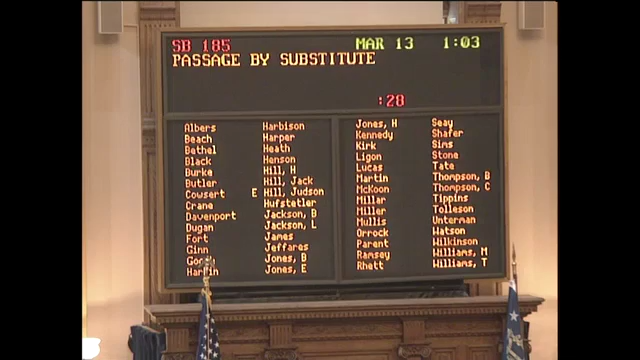 SB 185 MAR 13 1:03
PASSAGE BY SUBSTITUTE
:28
Albers
Beach
Bethel
Black
Burke
Butler
Cowsert
Crane
Davenport
Dugan
Fort
Ginn
Harbison
Harper
Heath
Henson
Hill, H
Hill, Jack
E Hill, Judson
Hufstetler
Jackson, B
Jackson, L
James
Jeffares
Jones, B
Jones, E
Jones, H
Kennedy
Kirk
Ligon
Lucas
Martin
McKoon
Millar
Miller
Mullis
Orrock
Parent
Ramsey
Rhett
Seay
Shafer
Sims
Stone
Tate
Thompson, B
Thompson, C
Tippins
Tolleson
Unterman
Watson
Wilkinson
Williams, M
Williams, T